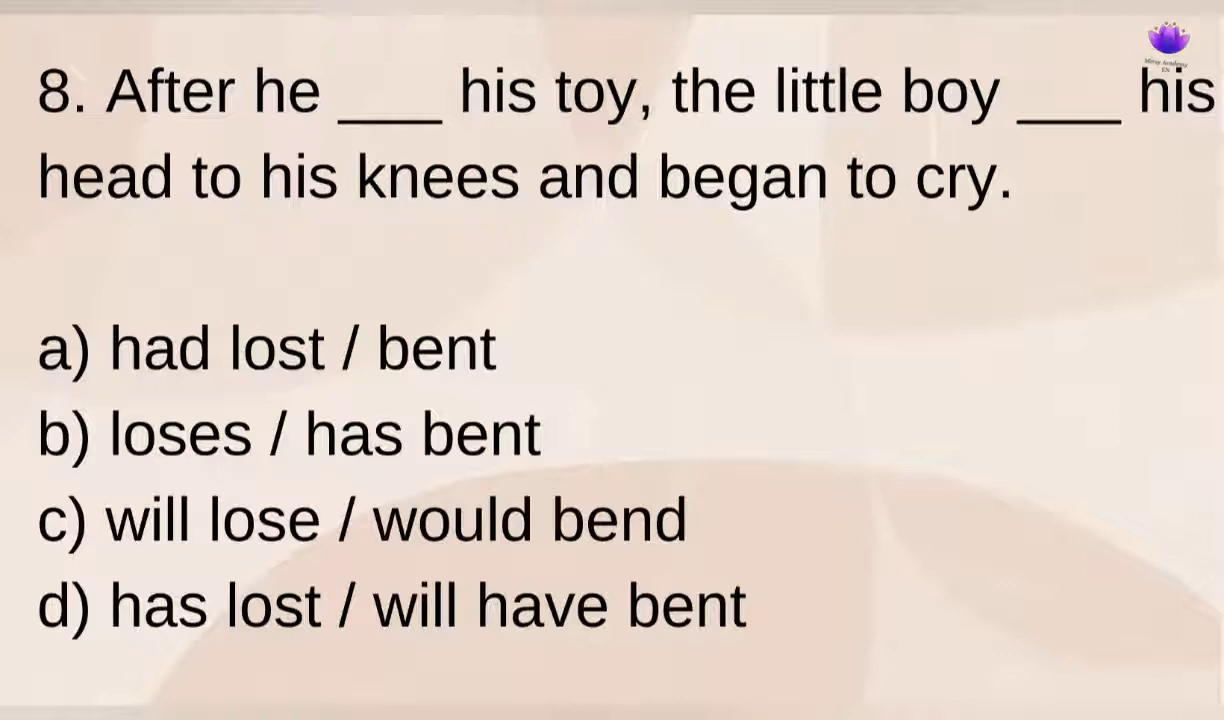 8. After he ___ his toy, the little boy ___ his
head to his knees and began to cry.
a) had lost / bent
b) loses / has bent
c) will lose / would bend
d) has lost / will have bent